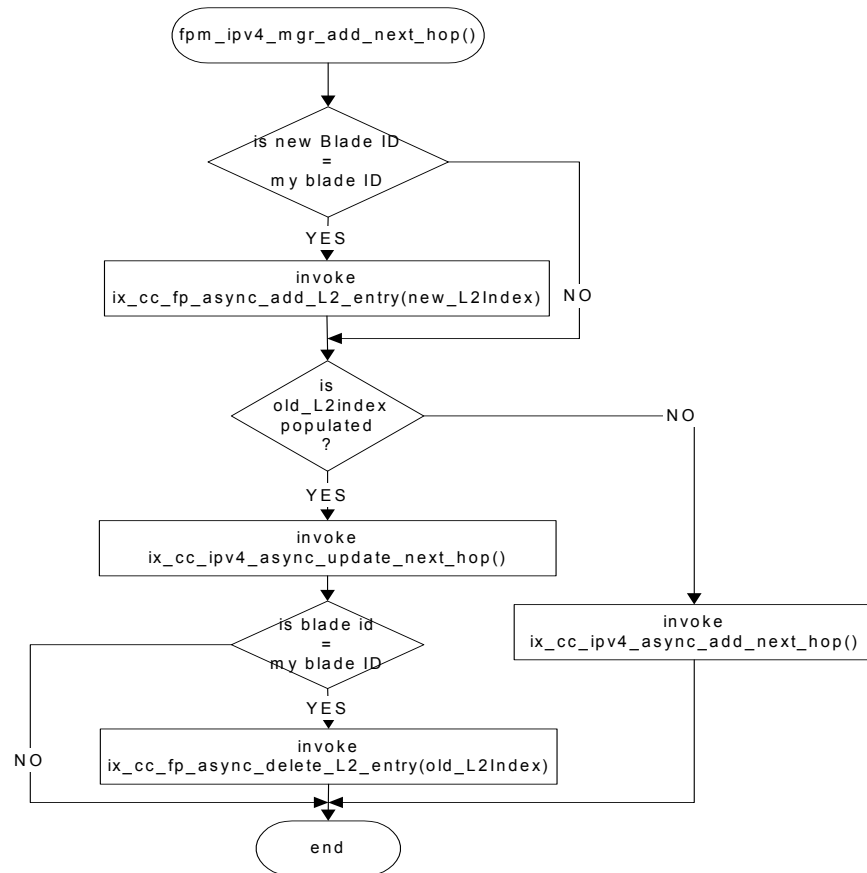 fpm_ipv4_mgr_add_next_hop()
is new Blade ID
=
my blade ID
YES
invoke
ix_cc_fp_async_add_L2_entry(new_L2Index)
NO
is
old_L2index
populated
?
NO
YES
invoke
ix_cc_ipv4_async_update_next_hop()
is blade id
=
my blade ID
invoke
ix_cc_ipv4_async_add_next_hop()
YES
NO
invoke
ix_cc_fp_async_delete_L2_entry(old_L2Index)
end